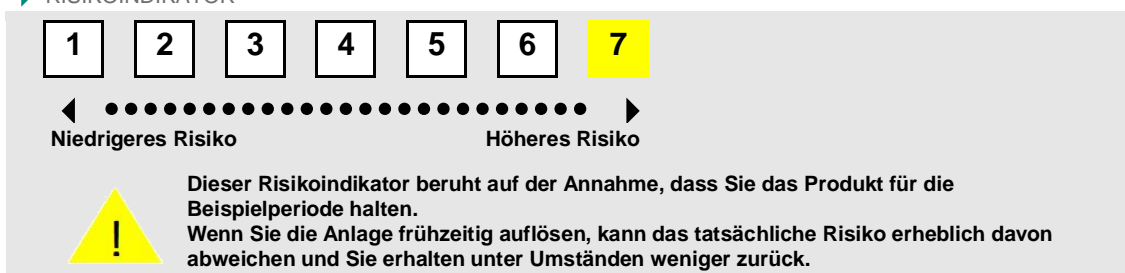 RISIKOINDIKATOR
1 2 3 4 5 6 7
Niedrigeres Risiko Höheres Risiko
Dieser Risikoindikator beruht auf der Annahme, dass Sie das Produkt für die
Beispielperiode halten.
Wenn Sie die Anlage frühzeitig auflösen, kann das tatsächliche Risiko erheblich davon
abweichen und Sie erhalten unter Umständen weniger zurück.